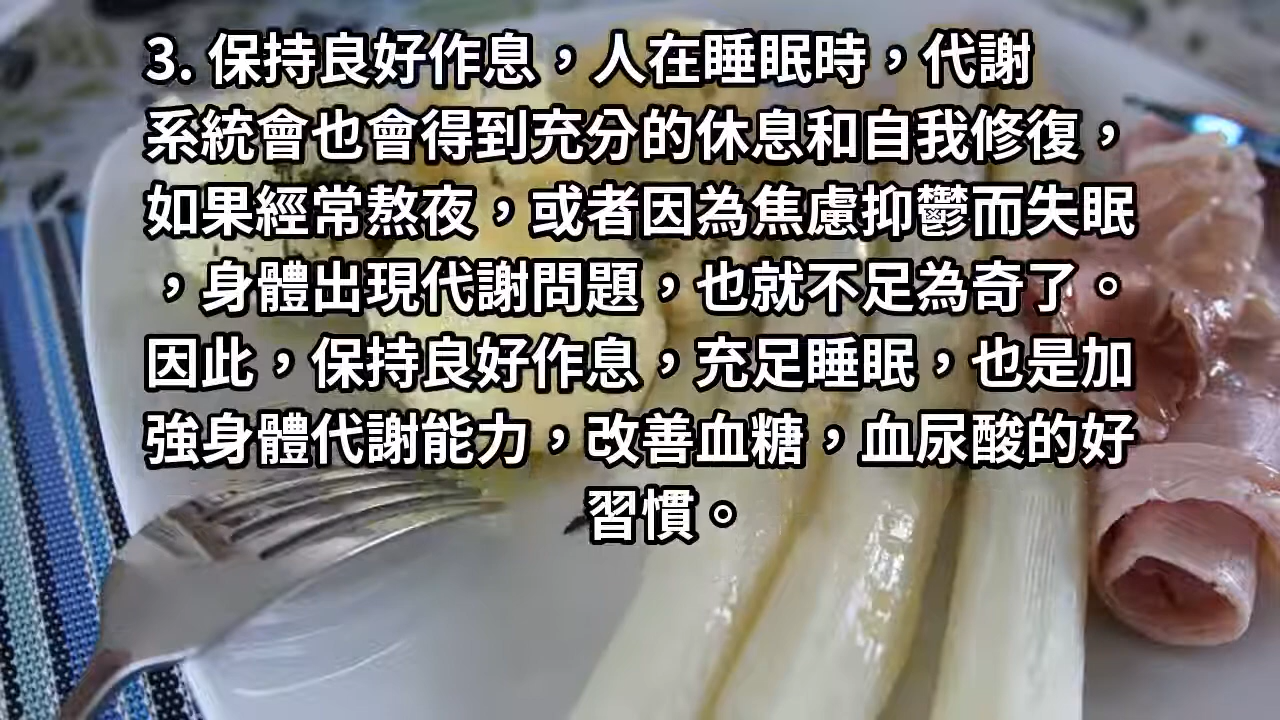 3. 保持良好作息，人在睡眠時，代謝
系統會也會得到充分的休息和自我修復，
如果經常熬夜，或者因為焦慮抑鬱而失眠
，身體出現代謝問題，也就不足為奇了。
因此，保持良好作息，充足睡眠，也是加
強身體代謝能力，改善血糖，血尿酸的好
習慣。